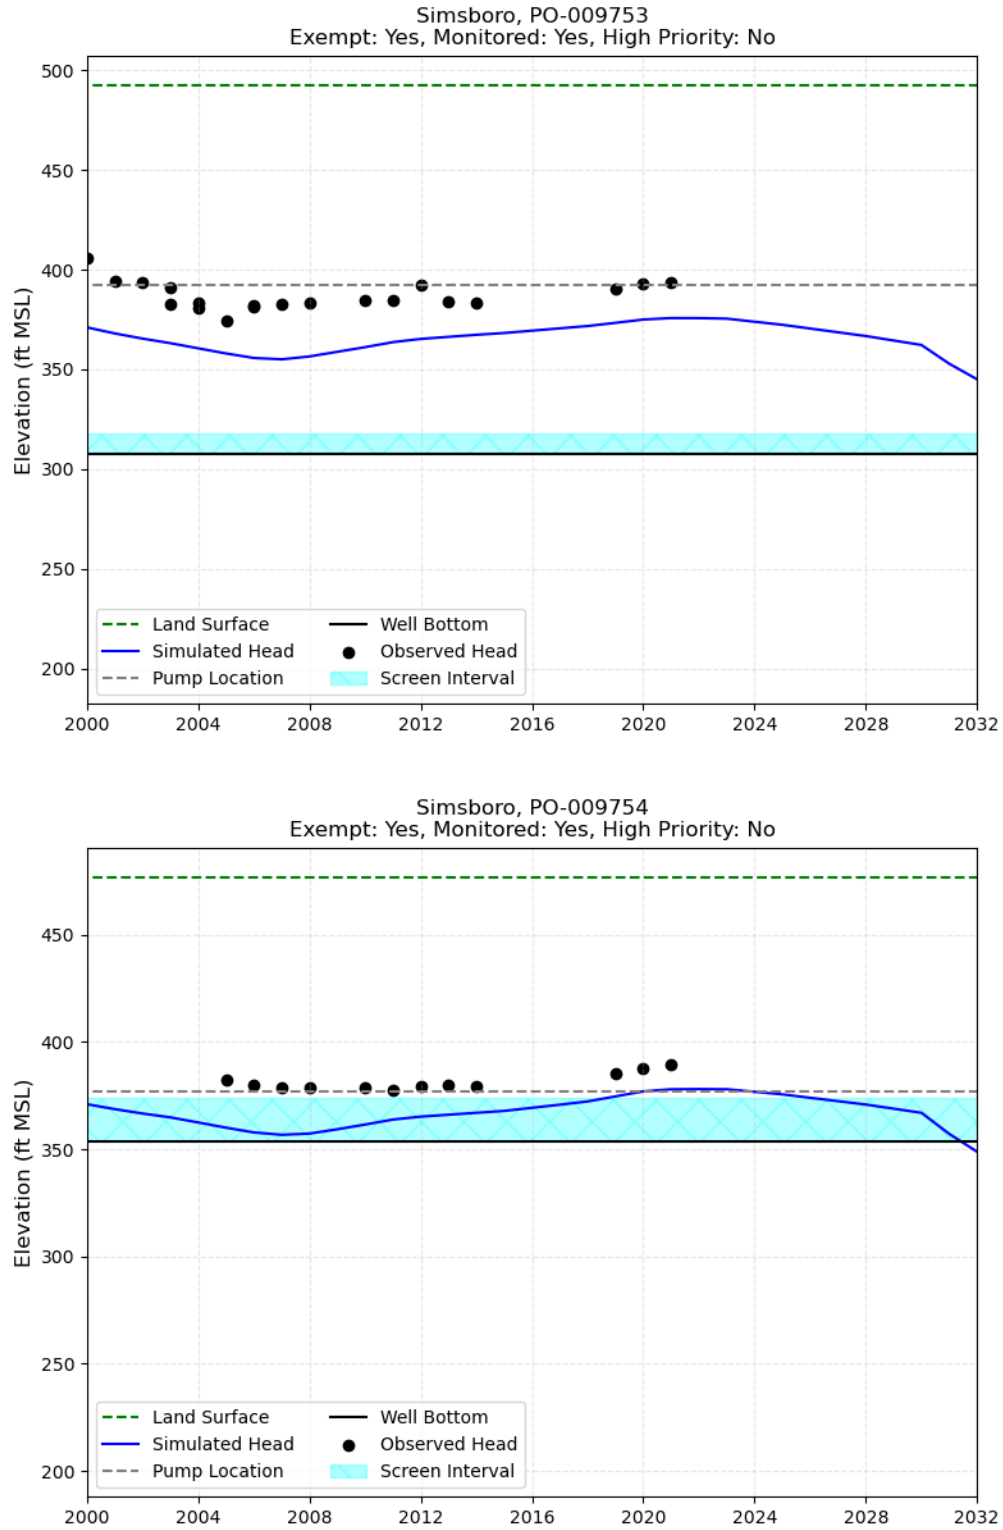 Simsboro, PO-009753
Exempt: Yes, Monitored: Yes, High Priority: No
Elevation (ft MSL)
500
450
400
350
300
250
200
Land Surface
Simulated Head
Pump Location
Well Bottom
Observed Head
Screen Interval
2000 2004 2008 2012 2016 2020 2024 2028 2032
Simsboro, PO-009754
Exempt: Yes, Monitored: Yes, High Priority: No
Elevation (ft MSL)
450
400
350
300
250
200
Land Surface
Simulated Head
Pump Location
Well Bottom
Observed Head
Screen Interval
2000 2004 2008 2012 2016 2020 2024 2028 2032